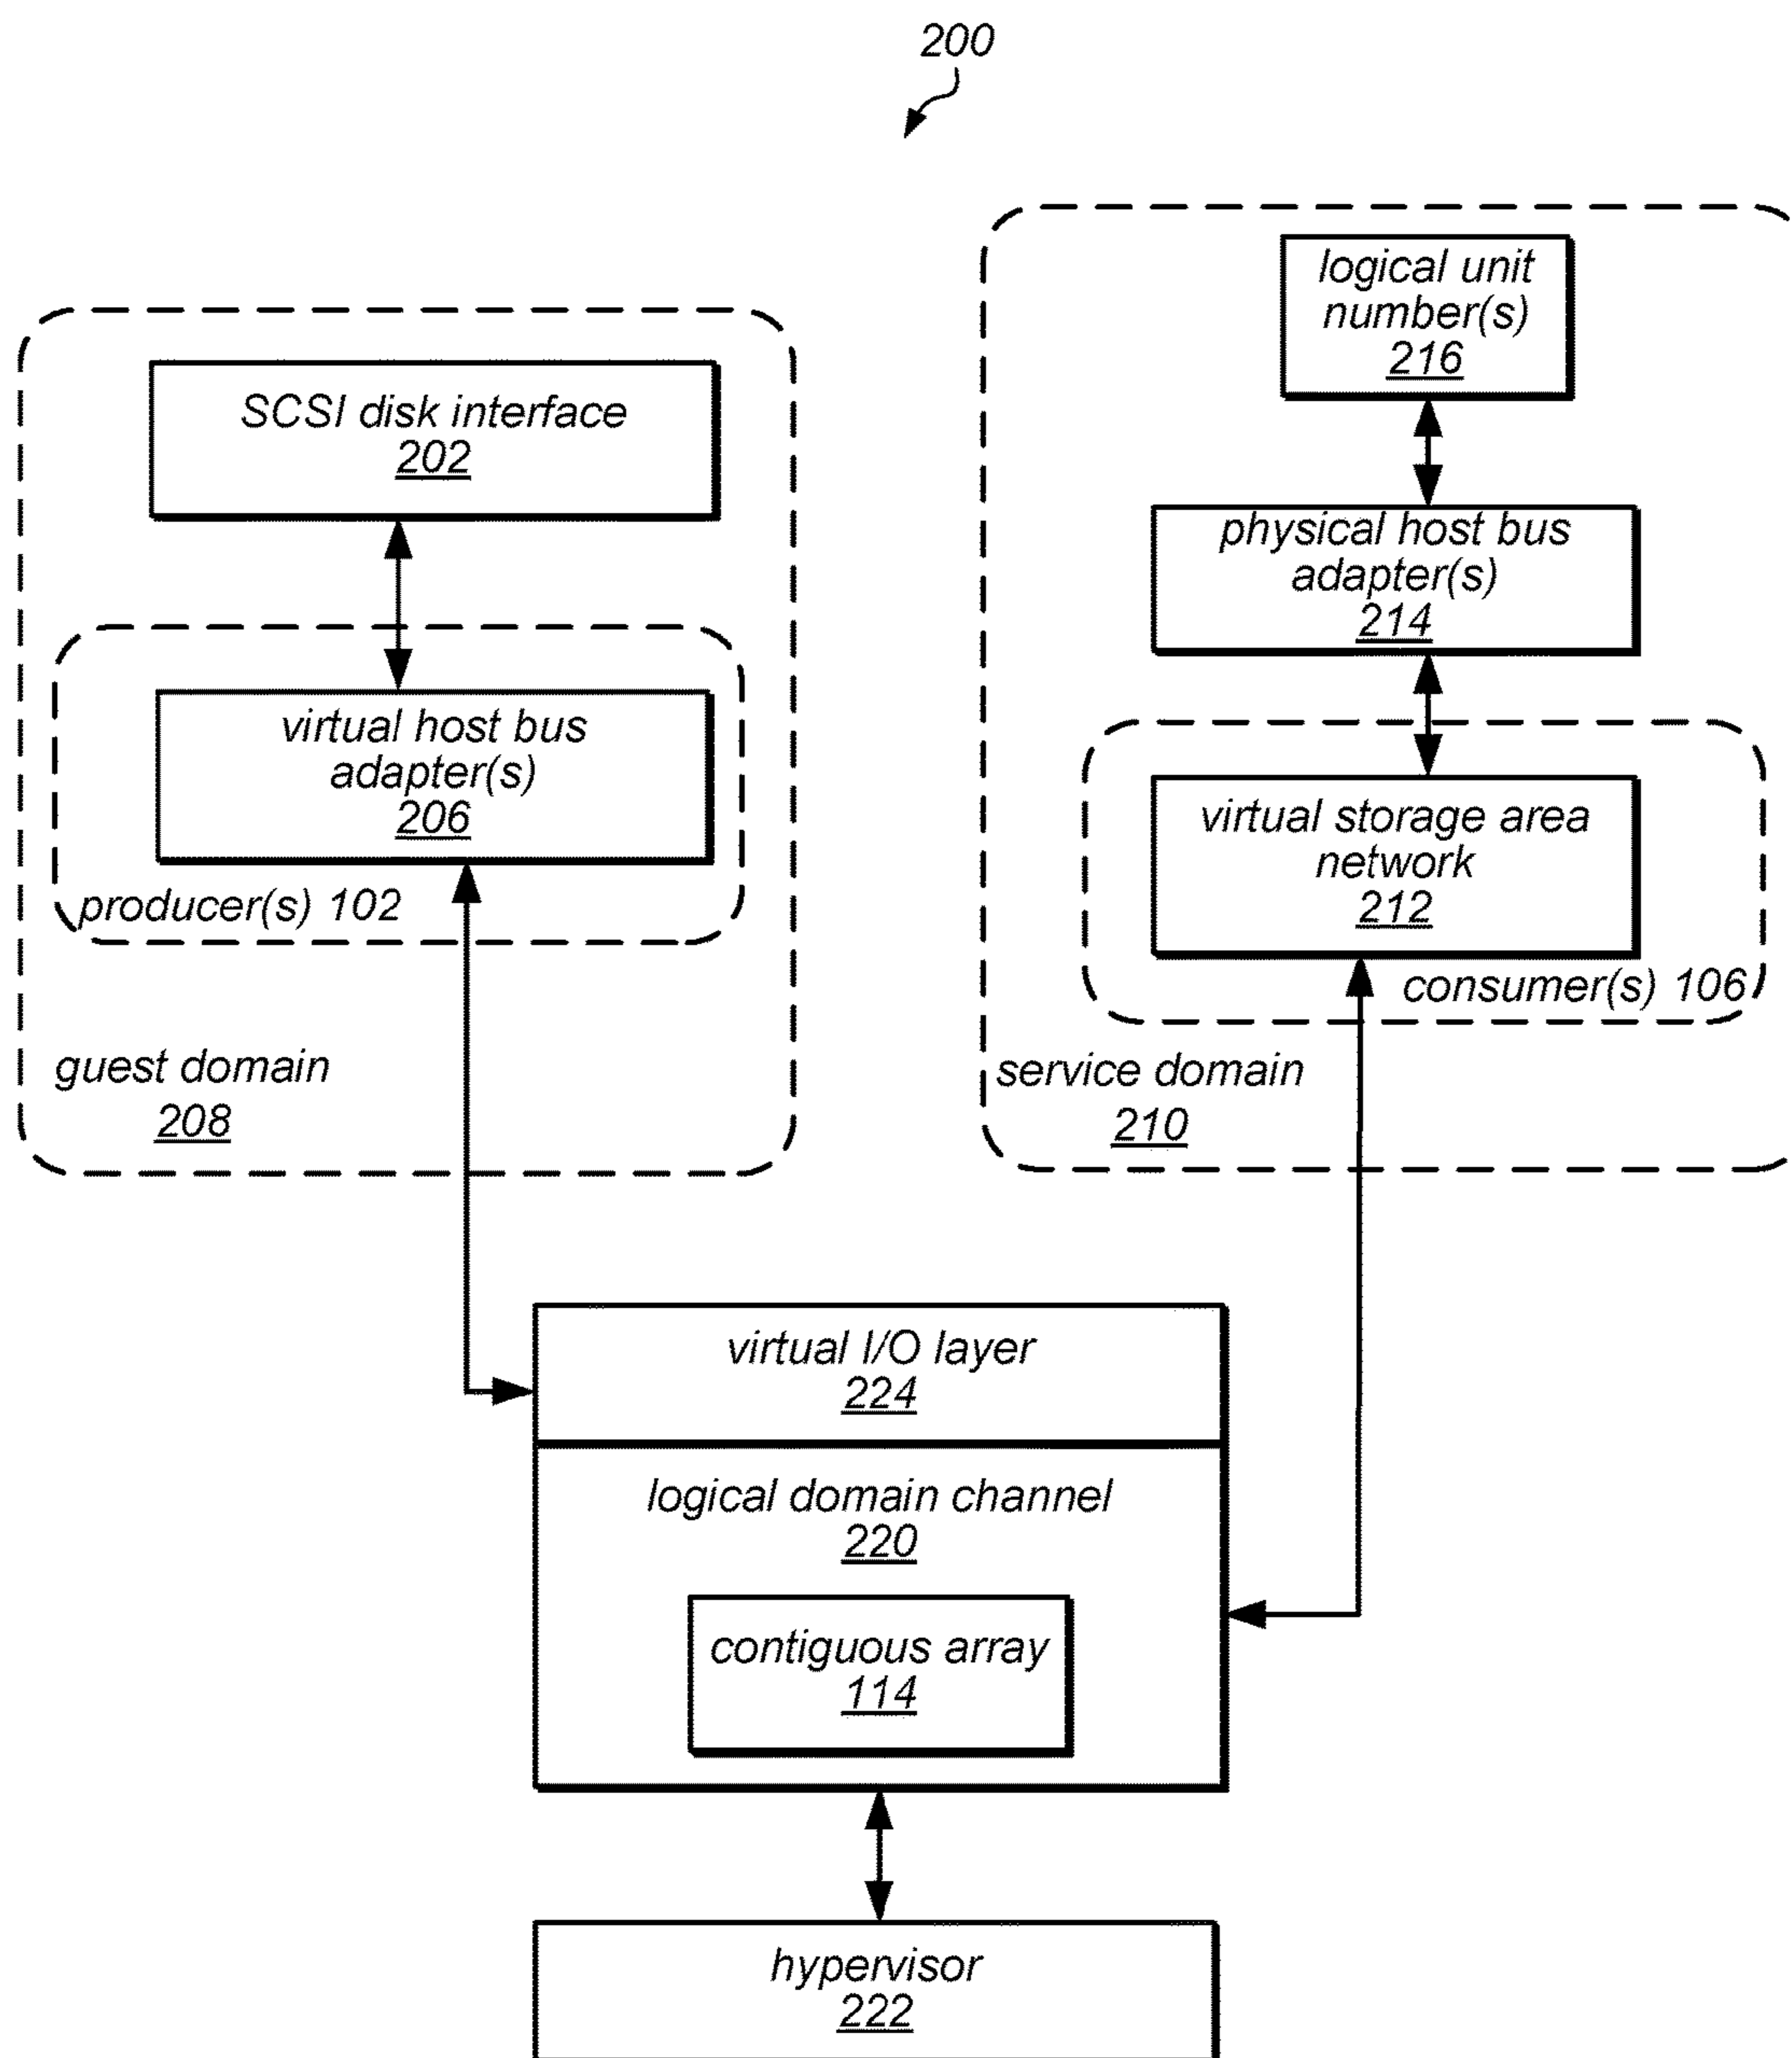 200
SCSI disk interface
202
virtual host bus
adapter(s)
206
producer(s) 102
guest domain
208
logical unit
number(s)
216
physical host bus
adapter(s)
214
virtual storage area
network
212
consumer(s) 106
service domain
210
virtual I/O layer
224
logical domain channel
220
contiguous array
114
hypervisor
222